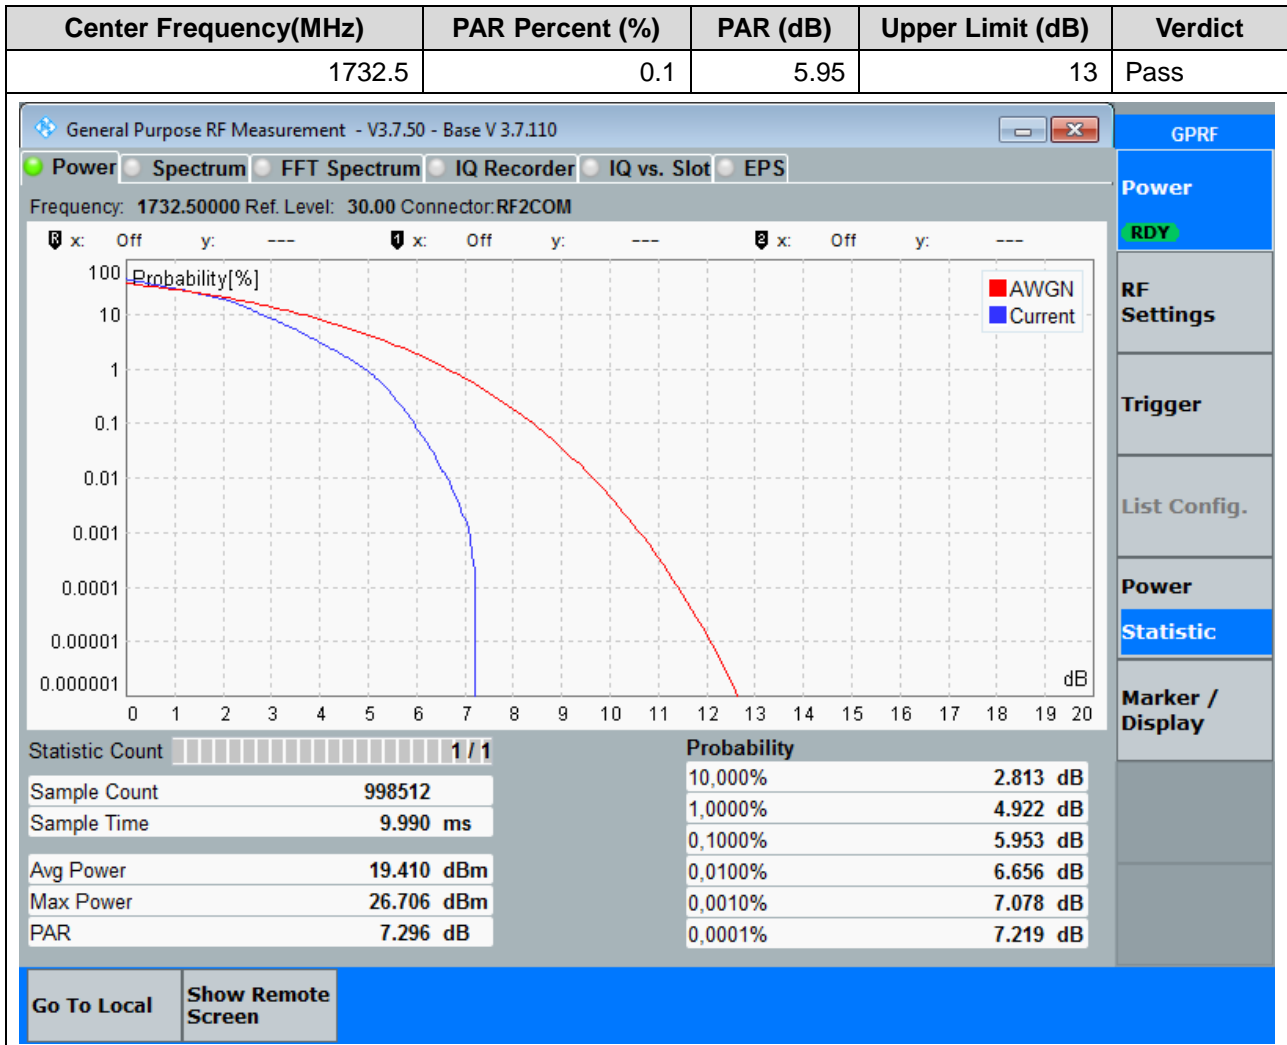 Center Frequency(MHz) PAR Percent (%) PAR (dB) Upper Limit (dB) Verdict
1732.5 0.1 5.95 13 Pass
General Purpose RF Measurement - V3.7.50 - Base V 3.7.110
GPRF
Power Spectrum FFT Spectrum IQ Recorder IQ vs. Slot EPS
Frequency: 1732.50000 Ref. Level: 30.00 Connector: RF2COM
R x: Off y: --- 1 x: Off y: --- 2 x: Off y: ---
Probability[%]
100
10
1
0.1
0.01
0.001
0.0001
0.00001
0.000001
AWGN
Current
dB
0 1 2 3 4 5 6 7 8 9 10 11 12 13 14 15 16 17 18 19 20
Statistic Count 1 / 1
Sample Count 998512
Sample Time 9.990 ms
Avg Power 19.410 dBm
Max Power 26.706 dBm
PAR 7.296 dB
Probability
10,000% 2.813 dB
1,0000% 4.922 dB
0,1000% 5.953 dB
0,0100% 6.656 dB
0,0010% 7.078 dB
0,0001% 7.219 dB
Power
RDY
RF
Settings
Trigger
List Config.
Power
Statistic
Marker /
Display
Go To Local
Show Remote
Screen